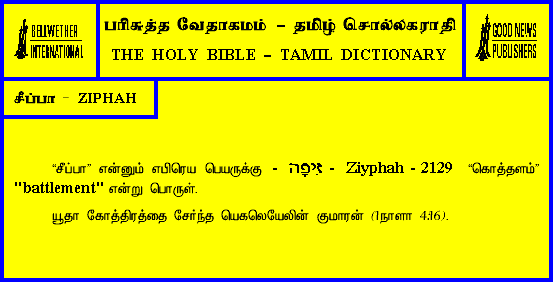 BELLWETHER
INTERNATIONAL
பரிசுத்த வேதாகமம் – தமிழ் சொல்லகராதி
THE HOLY BIBLE – TAMIL DICTIONARY
GOOD NEWS
PUBLISHERS
சீப்பா – ZIPHAH
“சீப்பா” என்னும் எபிரெய பெயருக்கு - זִיפָה - Ziyphah - 2129 “கொத்தளம்”
"battlement" என்று பொருள்.
யூதா கோத்திரத்தை சேர்ந்த யெகலெயேலின் குமாரன் (1நாளா 4:16).